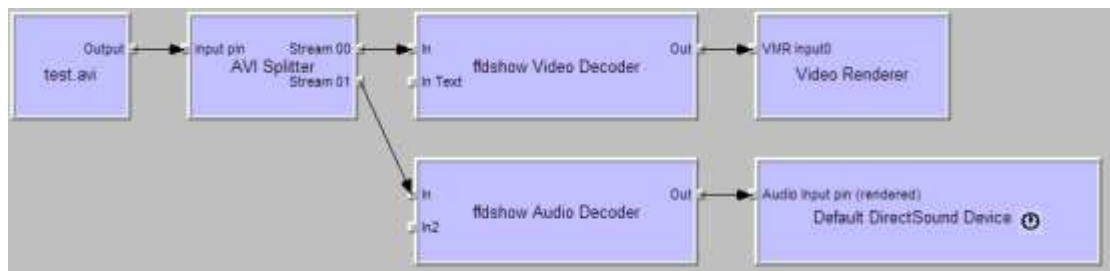 Output
test.avi
Input pin
Stream 00
AVI Splitter
Stream 01
In
Out
ffdshow Video Decoder
In Text
VMR Input0
Video Renderer
In
Out
ffdshow Audio Decoder
In2
Audio Input pin (rendered)
Default DirectSound Device